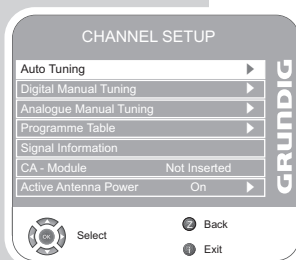 CHANNEL SETUP
Auto Tuning
Digital Manual Tuning
Analogue Manual Tuning
Programme Table
Signal Information
CA - Module Not Inserted
Active Antenna Power On
GRUNDIG
OK Select
Z Back
i Exit